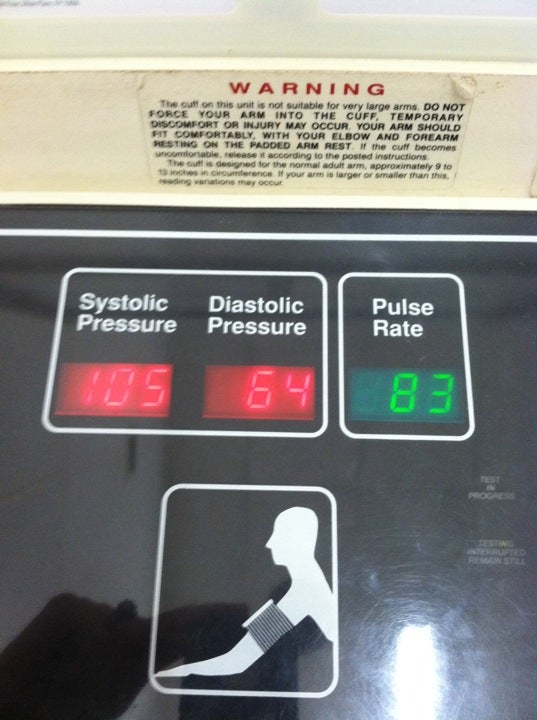 WARNING
The cuff on this unit is not suitable for very large arms. DO NOT
FORCE YOUR ARM INTO THE CUFF, TEMPORARY
DISCOMFORT OR INJURY MAY OCCUR. YOUR ARM SHOULD
FIT COMFORTABLY, WITH YOUR ELBOW AND FOREARM
RESTING ON THE PADDED ARM REST. If the cuff becomes
uncomfortable, release it according to the posted instructions.
The cuff is designed for the normal adult arm, approximately 9 to
13 inches in circumference. If your arm is larger or smaller than this,
reading variations may occur.
Systolic Pressure
Diastolic Pressure
Pulse Rate
105
64
83
TEST
IN
PROGRESS
TESTING
INTERRUPTED
REMAIN STILL